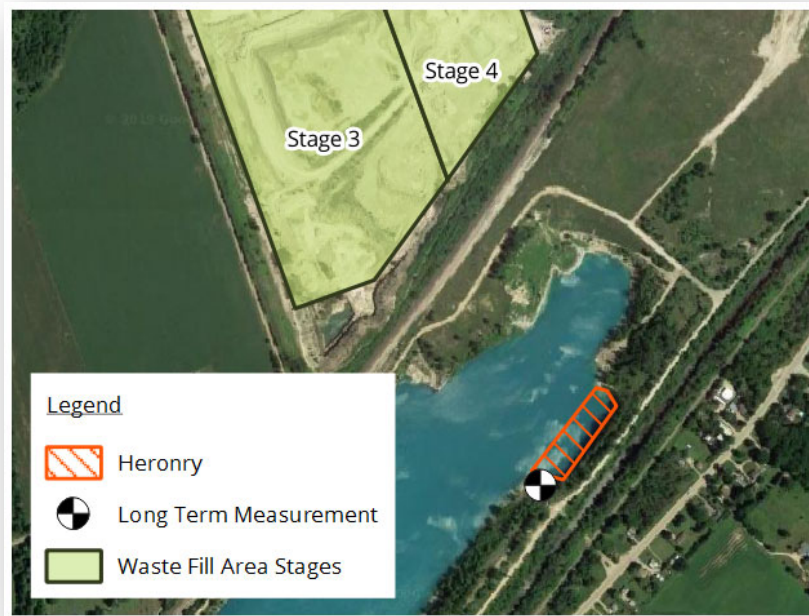 Stage 4
Stage 3
Legend
Heronry
Long Term Measurement
Waste Fill Area Stages